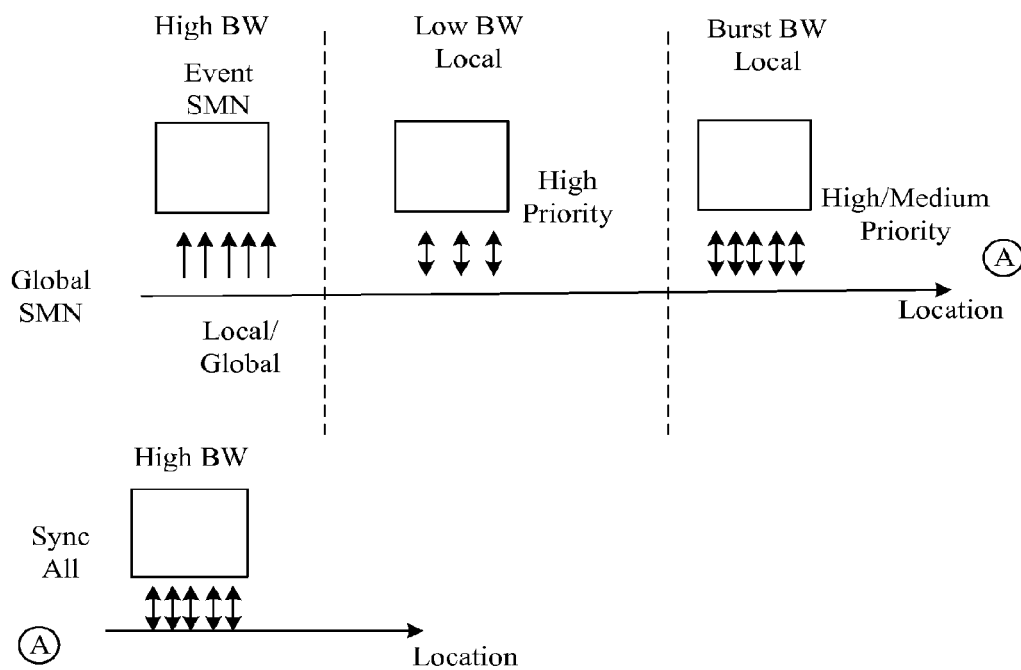 High BW
Low BW
Local
Burst BW
Local
Event
SMN
High
Priority
High/Medium
Priority
A
Global
SMN
Location
Local/
Global
High BW
Sync
All
A
Location